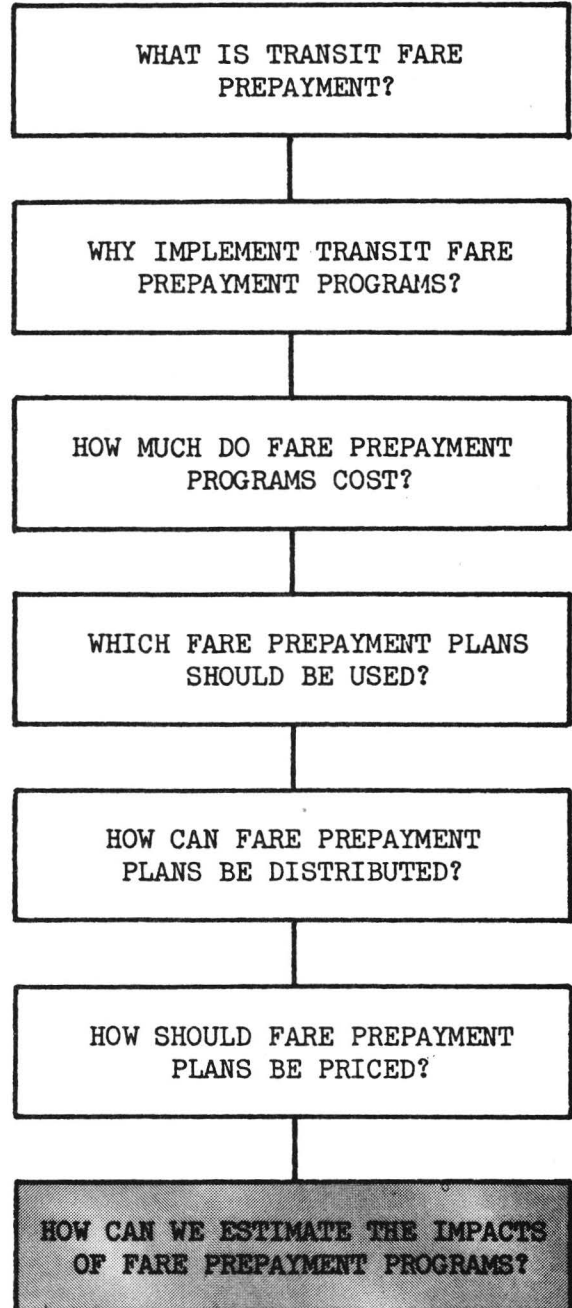 WHAT IS TRANSIT FARE
PREPAYMENT?
WHY IMPLEMENT TRANSIT FARE
PREPAYMENT PROGRAMS?
HOW MUCH DO FARE PREPAYMENT
PROGRAMS COST?
WHICH FARE PREPAYMENT PLANS
SHOULD BE USED?
HOW CAN FARE PREPAYMENT
PLANS BE DISTRIBUTED?
HOW SHOULD FARE PREPAYMENT
PLANS BE PRICED?
HOW CAN WE ESTIMATE THE IMPACTS
OF FARE PREPAYMENT PROGRAMS?